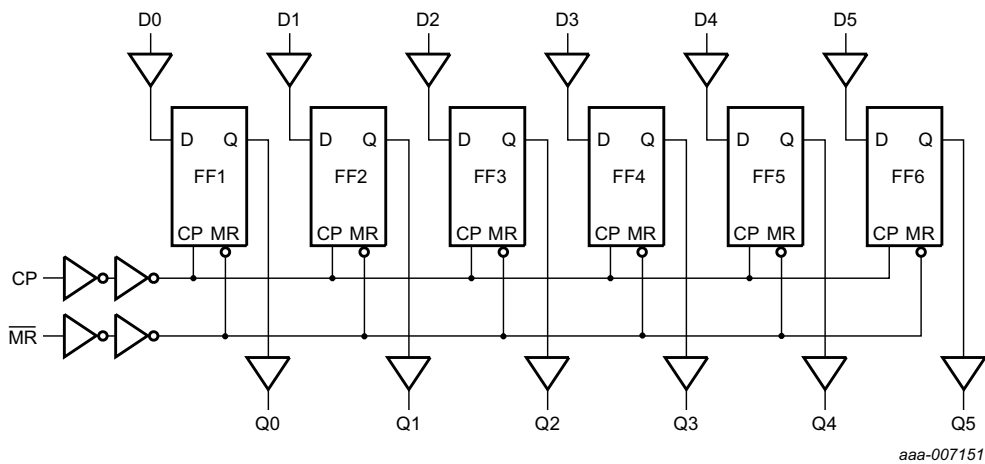 D0 D1 D2 D3 D4 D5
D Q D Q D Q D Q D Q D Q
FF1 FF2 FF3 FF4 FF5 FF6
CP MR CP MR CP MR CP MR CP MR CP MR
CP
M̅R̅
Q0 Q1 Q2 Q3 Q4 Q5
aaa-007151